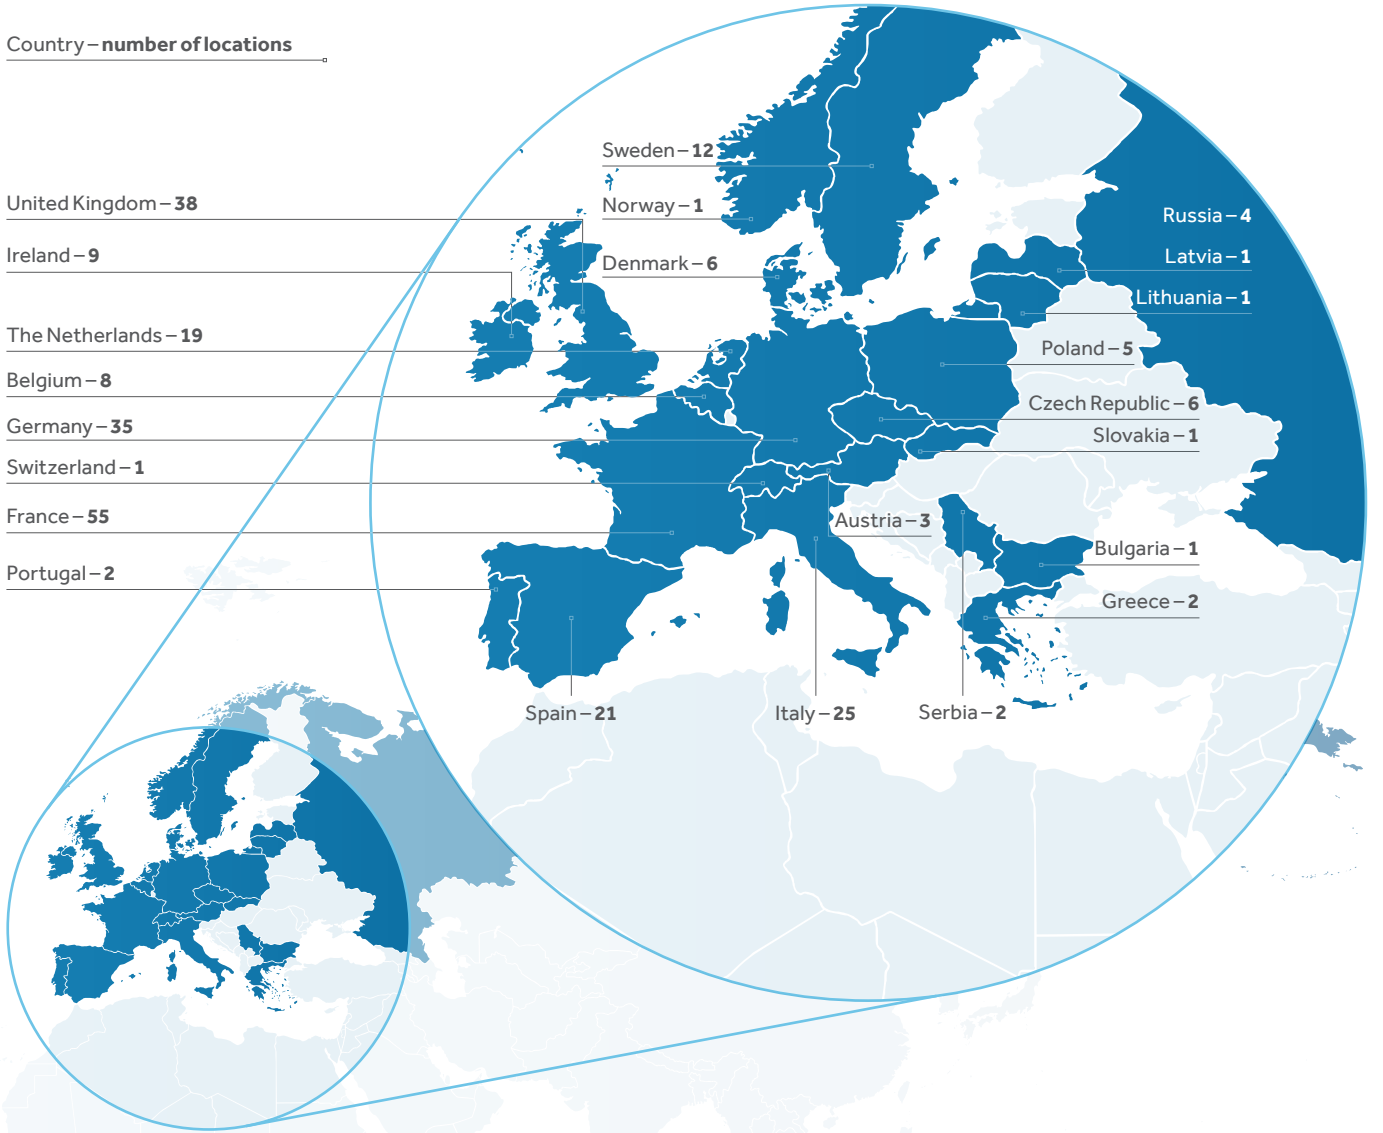 Country – number of locations
United Kingdom – 38
Ireland – 9
The Netherlands – 19
Belgium – 8
Germany – 35
Switzerland – 1
France – 55
Portugal – 2
Sweden – 12
Norway – 1
Denmark – 6
Russia – 4
Latvia – 1
Lithuania – 1
Poland – 5
Czech Republic – 6
Slovakia – 1
Austria – 3
Bulgaria – 1
Greece – 2
Spain – 21
Italy – 25
Serbia – 2